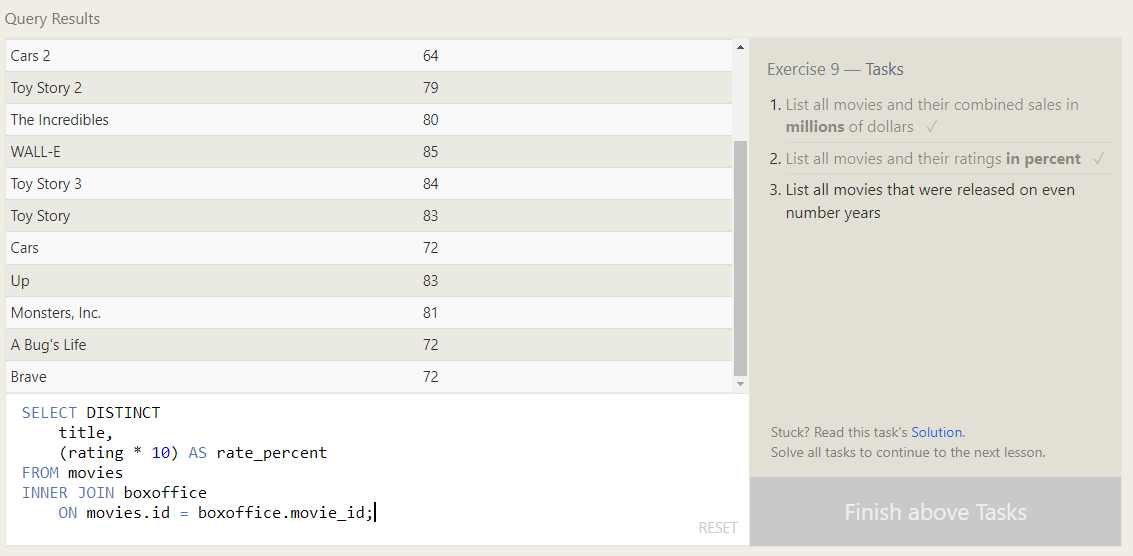 Query Results
Cars 2 64
Toy Story 2 79
The Incredibles 80
WALL-E 85
Toy Story 3 84
Toy Story 83
Cars 72
Up 83
Monsters, Inc. 81
A Bug's Life 72
Brave 72
SELECT DISTINCT
title,
(rating * 10) AS rate_percent
FROM movies
INNER JOIN boxoffice
ON movies.id = boxoffice.movie_id;
RESET
Exercise 9 — Tasks
1. List all movies and their combined sales in
millions of dollars ✓
2. List all movies and their ratings in percent ✓
3. List all movies that were released on even
number years
Stuck? Read this task's Solution.
Solve all tasks to continue to the next lesson.
Finish above Tasks